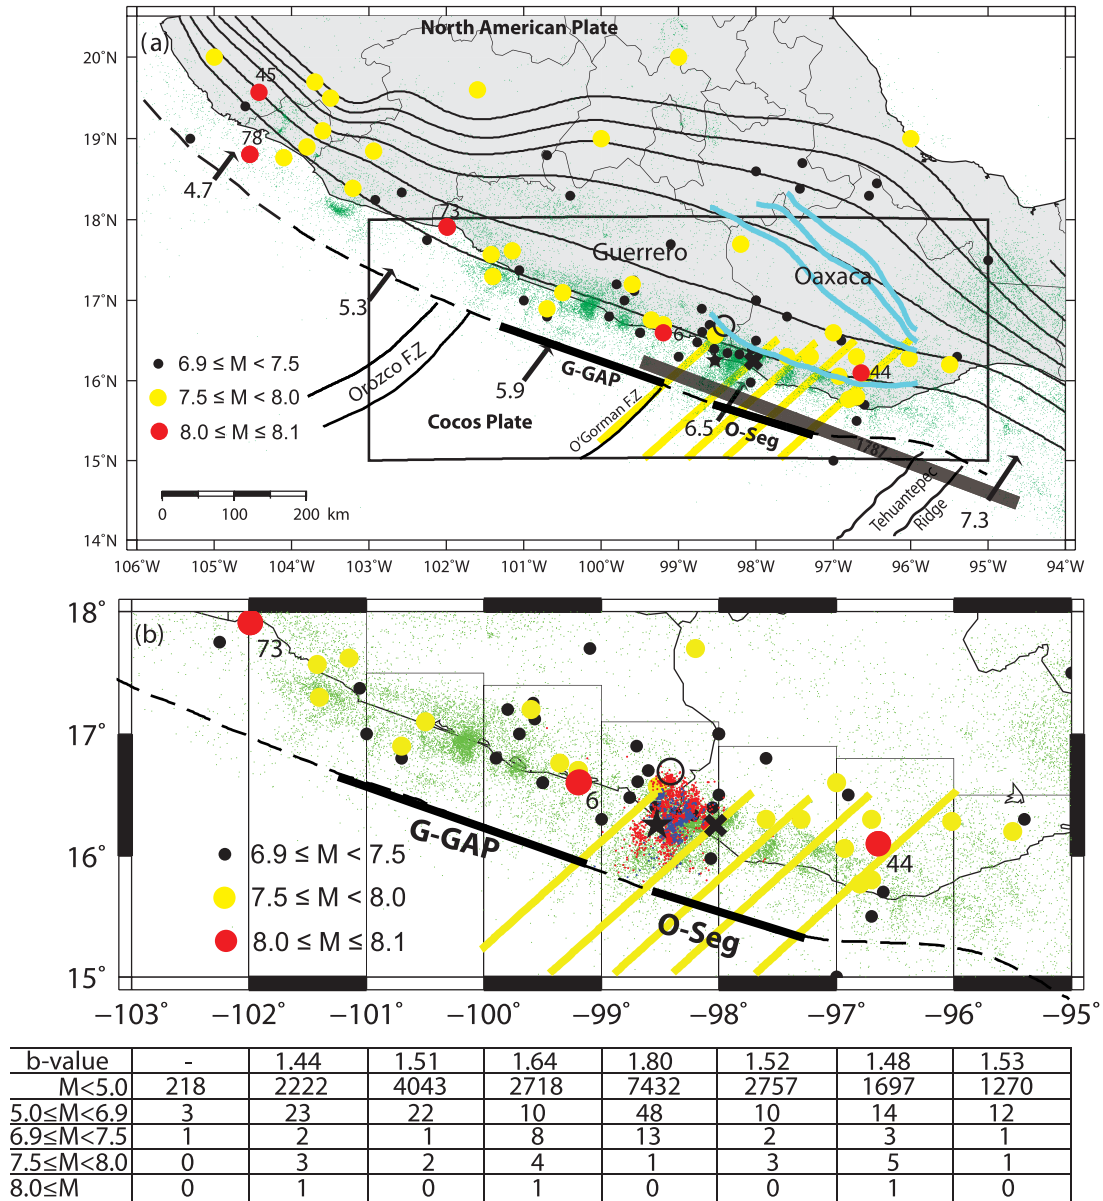 North American Plate
(a)
20°N
19°N
18°N
17°N
16°N
15°N
14°N
45
78
4.7
73
Guerrero
Oaxaca
5.3
6
44
Orozco F.Z
G-GAP
5.9
Cocos Plate
O'Gorman F.Z
6.5
O-Seg
1787
Tehuantepec
Ridge
7.3
6.9 ≤ M < 7.5
7.5 ≤ M < 8.0
8.0 ≤ M ≤ 8.1
0 100 200 km
106°W 105°W 104°W 103°W 102°W 101°W 100°W 99°W 98°W 97°W 96°W 95°W 94°W
(b)
18°
17°
16°
15°
73
6
44
G-GAP
O-Seg
6.9 ≤ M < 7.5
7.5 ≤ M < 8.0
8.0 ≤ M ≤ 8.1
−103° −102° −101° −100° −99° −98° −97° −96° −95°
b-value - 1.44 1.51 1.64 1.80 1.52 1.48 1.53
M<5.0 218 2222 4043 2718 7432 2757 1697 1270
5.0≤M<6.9 3 23 22 10 48 10 14 12
6.9≤M<7.5 1 2 1 8 13 2 3 1
7.5≤M<8.0 0 3 2 4 1 3 5 1
8.0≤M 0 1 0 1 0 0 1 0